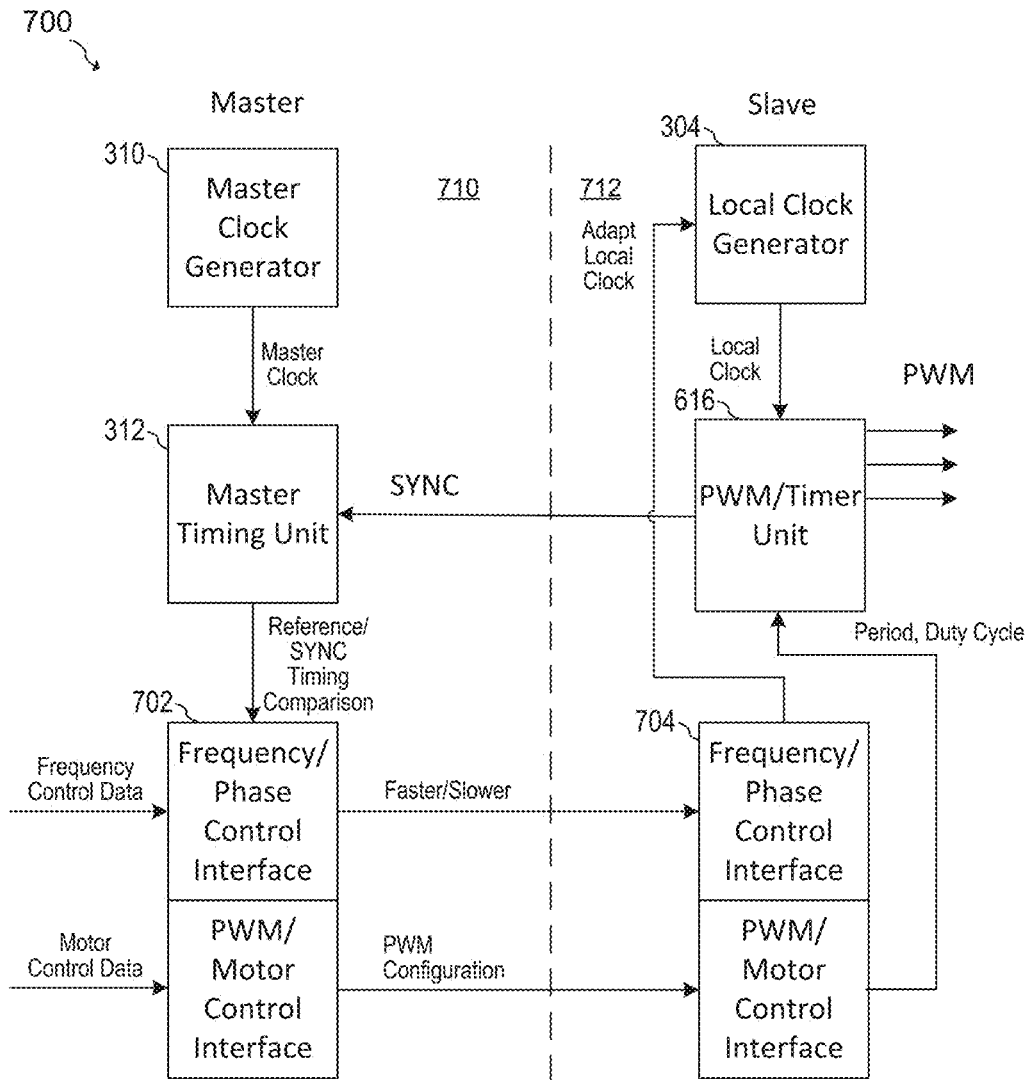 700
Master
Slave
310
304
Master
Clock
Generator
710
712
Local Clock
Generator
Adapt
Local
Clock
Master
Clock
Local
Clock
PWM
312
616
Master
Timing Unit
SYNC
PWM/Timer
Unit
Reference/
SYNC
Timing
Comparison
Period, Duty Cycle
702
704
Frequency
Control Data
Frequency/
Phase
Control
Interface
Faster/Slower
Frequency/
Phase
Control
Interface
Motor
Control Data
PWM/
Motor
Control
Interface
PWM
Configuration
PWM/
Motor
Control
Interface